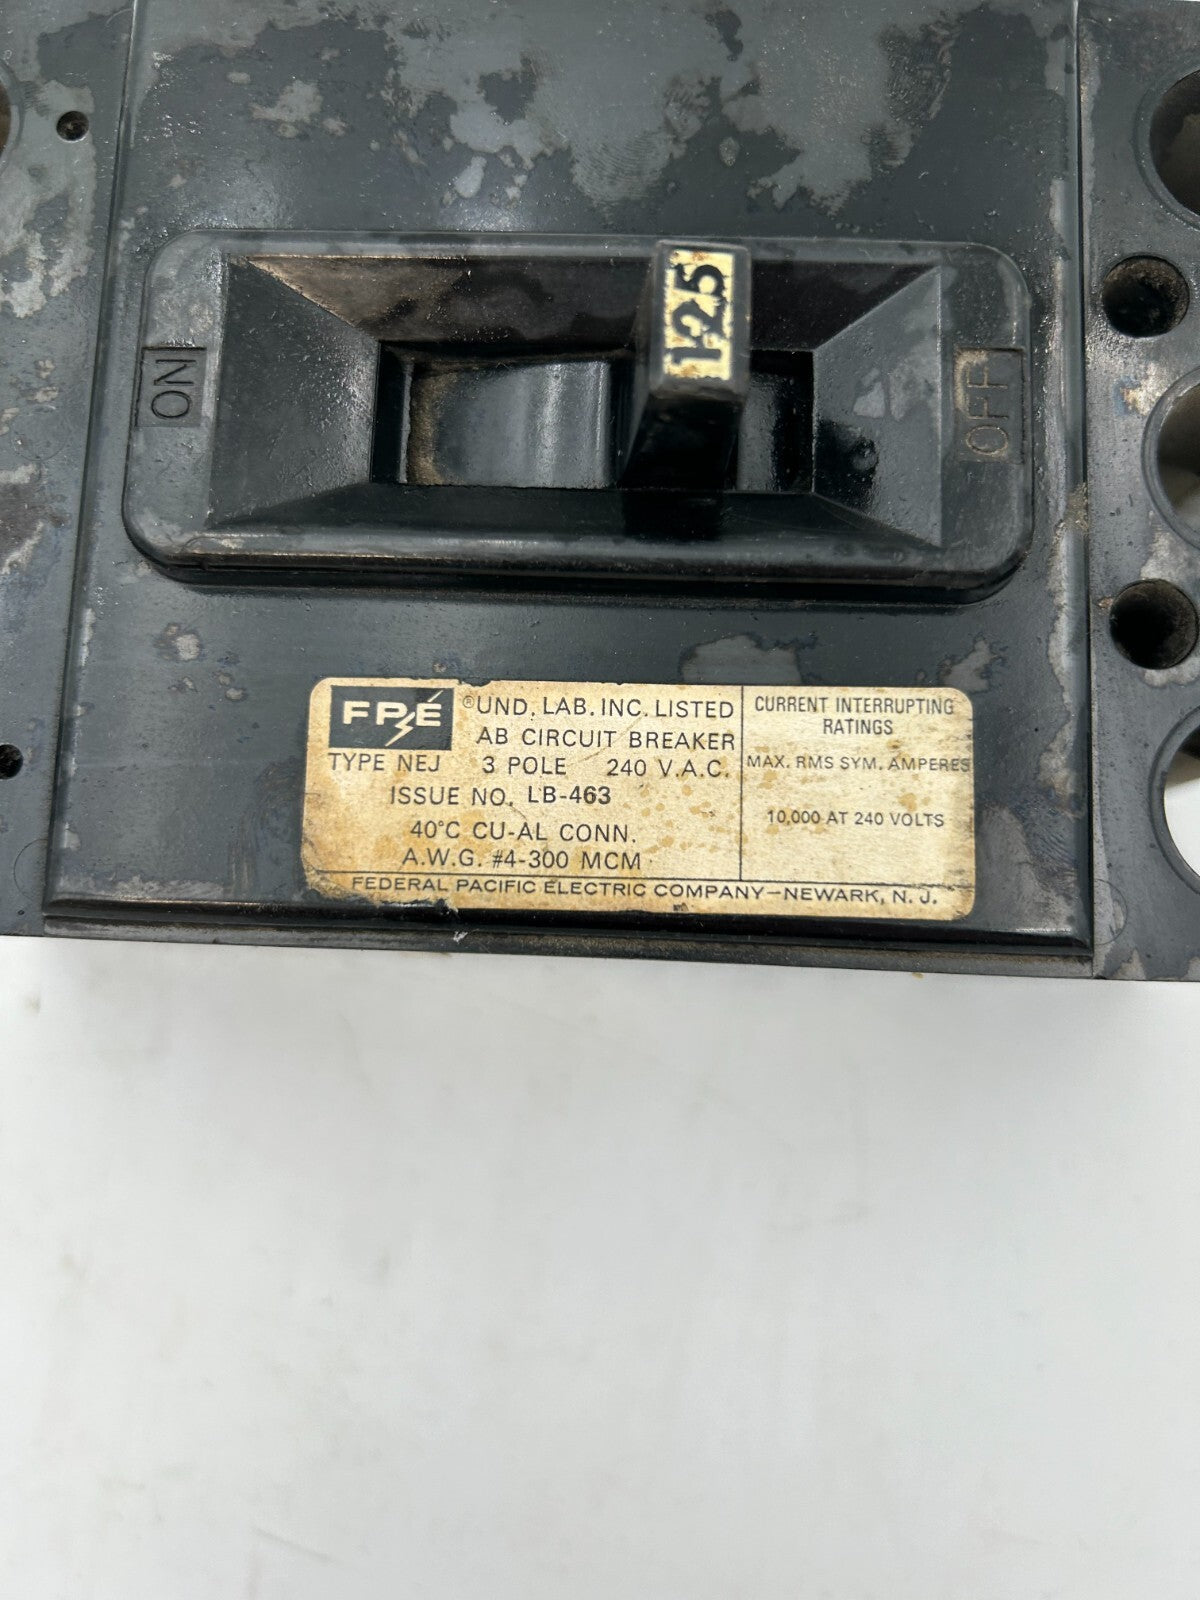 125
ON
OFF
FPE ®UND. LAB. INC. LISTED
AB CIRCUIT BREAKER
TYPE NEJ 3 POLE 240 V.A.C.
ISSUE NO. LB-463
40°C CU-AL CONN.
A.W.G. #4-300 MCM
CURRENT INTERRUPTING
RATINGS
MAX. RMS SYM. AMPERES
10,000 AT 240 VOLTS
FEDERAL PACIFIC ELECTRIC COMPANY—NEWARK, N. J.